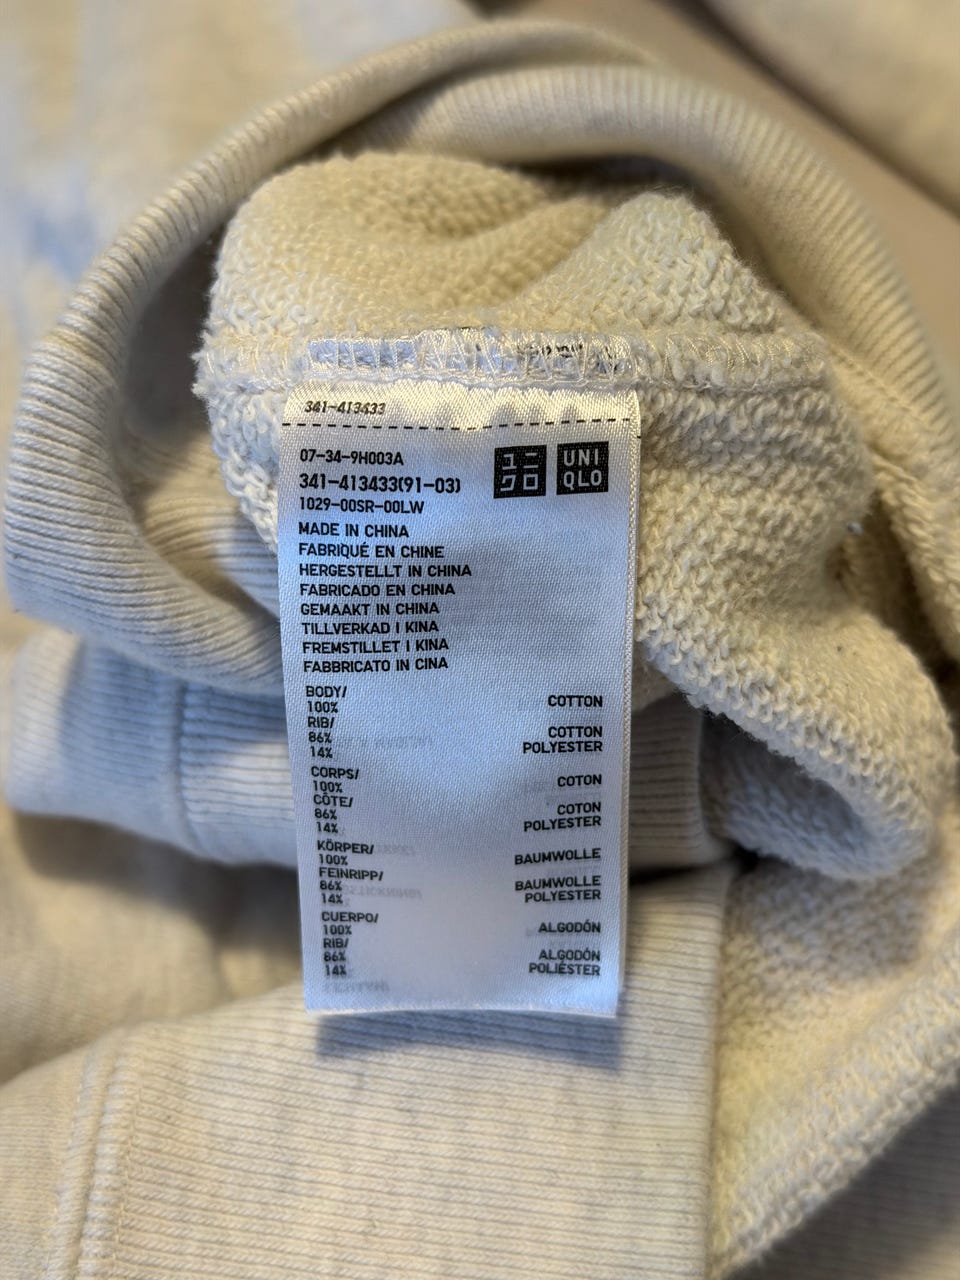 341-413433
07-34-9H003A
341-413433(91-03)
1029-00SR-00LW
ユニ
クロ
UNI
QLO
MADE IN CHINA
FABRIQUÉ EN CHINE
HERGESTELLT IN CHINA
FABRICADO EN CHINA
GEMAAKT IN CHINA
TILLVERKAD I KINA
FREMSTILLET I KINA
FABBRICATO IN CINA
BODY/
100% COTTON
RIB/
86% COTTON
14% POLYESTER
CORPS/
100% COTON
CÔTE/
86% COTON
14% POLYESTER
KÖRPER/
100% BAUMWOLLE
FEINRIPP/
86% BAUMWOLLE
14% POLYESTER
CUERPO/
100% ALGODÓN
RIB/
86% ALGODÓN
14% POLIÉSTER